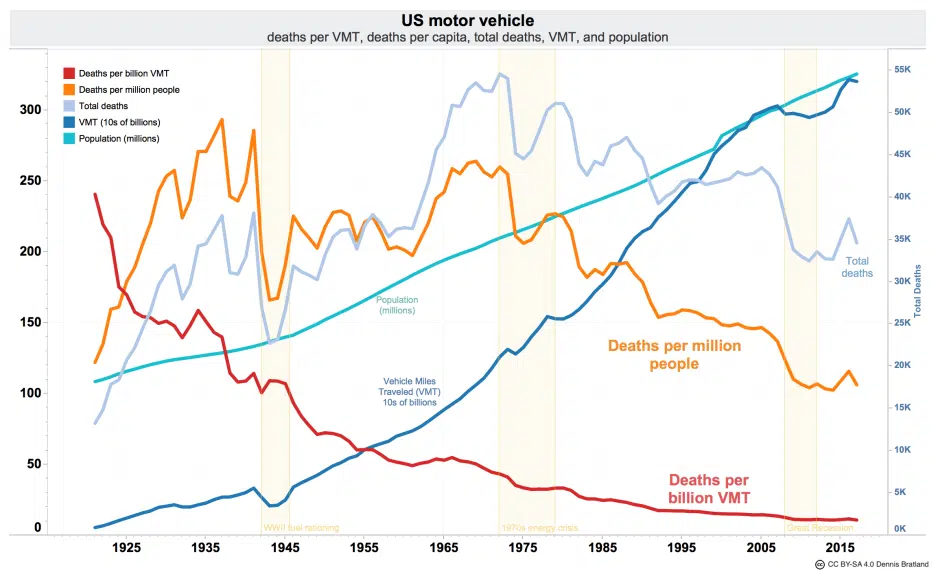 US motor vehicle
deaths per VMT, deaths per capita, total deaths, VMT, and population
Deaths per billion VMT
Deaths per million people
Total deaths
VMT (10s of billions)
Population (millions)
300
250
200
150
100
50
0
55K
50K
45K
40K
35K
30K
25K
20K
15K
10K
5K
0K
Total Deaths
Total
deaths
Population
(millions)
Deaths per million
people
Vehicle Miles
Traveled (VMT)
10s of billions
Deaths per
billion VMT
WWII fuel rationing
1970s energy crisis
Great Recession
1925
1935
1945
1955
1965
1975
1985
1995
2005
2015
cc CC BY-SA 4.0 Dennis Bratland